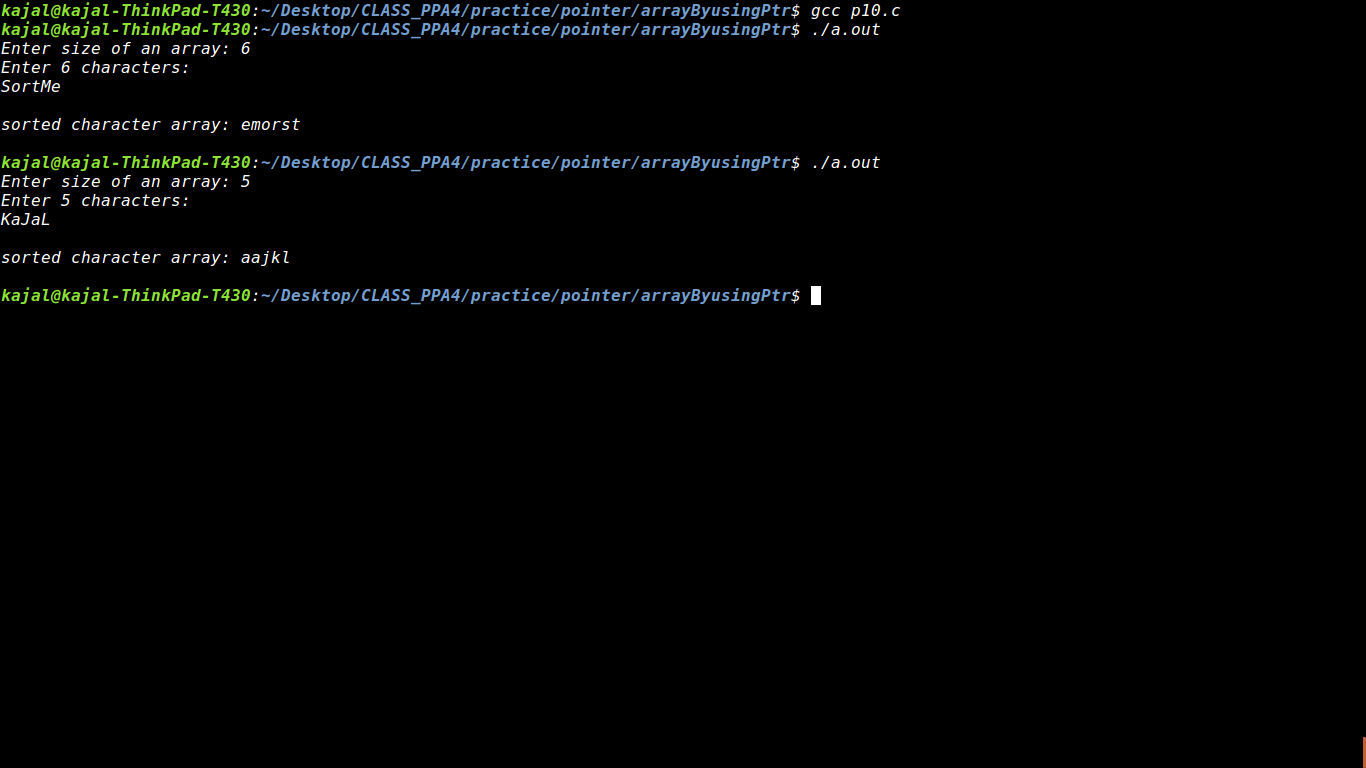 kajal@kajal-ThinkPad-T430:~/Desktop/CLASS_PPA4/practice/pointer/arrayByusingPtr$ gcc p10.c
kajal@kajal-ThinkPad-T430:~/Desktop/CLASS_PPA4/practice/pointer/arrayByusingPtr$ ./a.out
Enter size of an array: 6
Enter 6 characters:
SortMe
sorted character array: emorst
kajal@kajal-ThinkPad-T430:~/Desktop/CLASS_PPA4/practice/pointer/arrayByusingPtr$ ./a.out
Enter size of an array: 5
Enter 5 characters:
KaJaL
sorted character array: aajkl
kajal@kajal-ThinkPad-T430:~/Desktop/CLASS_PPA4/practice/pointer/arrayByusingPtr$